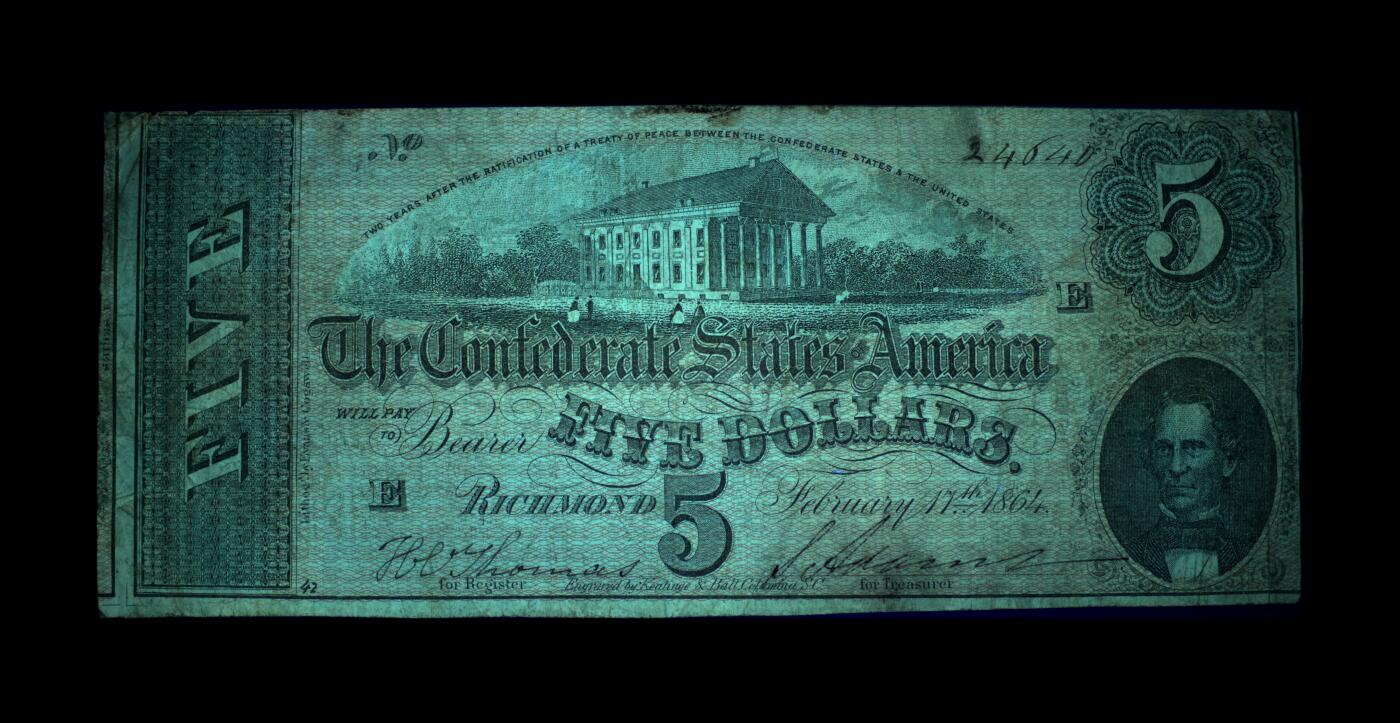 FIVE
No
24640
TWO YEARS AFTER THE RATIFICATION OF A TREATY OF PEACE BETWEEN THE CONFEDERATE STATES & THE UNITED STATES
5
E
The Confederate States America
WILL PAY
TO Bearer
FIVE DOLLARS.
E
RICHMOND
5
February 17th 1864.
for Register
Engraved by Keatinge & Ball, Columbia S.C.
for Treasurer
42